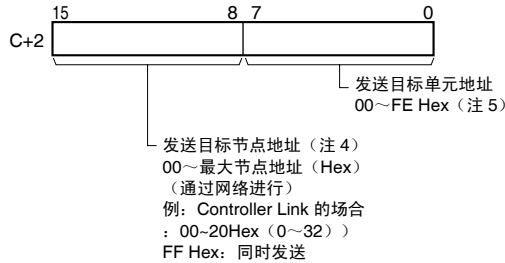 15 8 7 0
C+2
发送目标单元地址
00～FE Hex（注 5）
发送目标节点地址（注 4）
00～最大节点地址（Hex）
（通过网络进行）
例：Controller Link 的场合
：00~20Hex（0～32））
FF Hex：同时发送